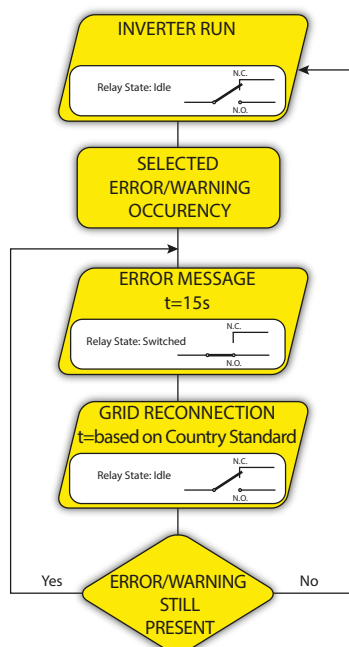 INVERTER RUN
N.C.
Relay State: Idle
N.O.
SELECTED
ERROR/WARNING
OCCURENCY
ERROR MESSAGE
t=15s
N.C.
Relay State: Switched
N.O.
GRID RECONNECTION
t=based on Country Standard
N.C.
Relay State: Idle
N.O.
Yes
ERROR/WARNING
No
STILL
PRESENT